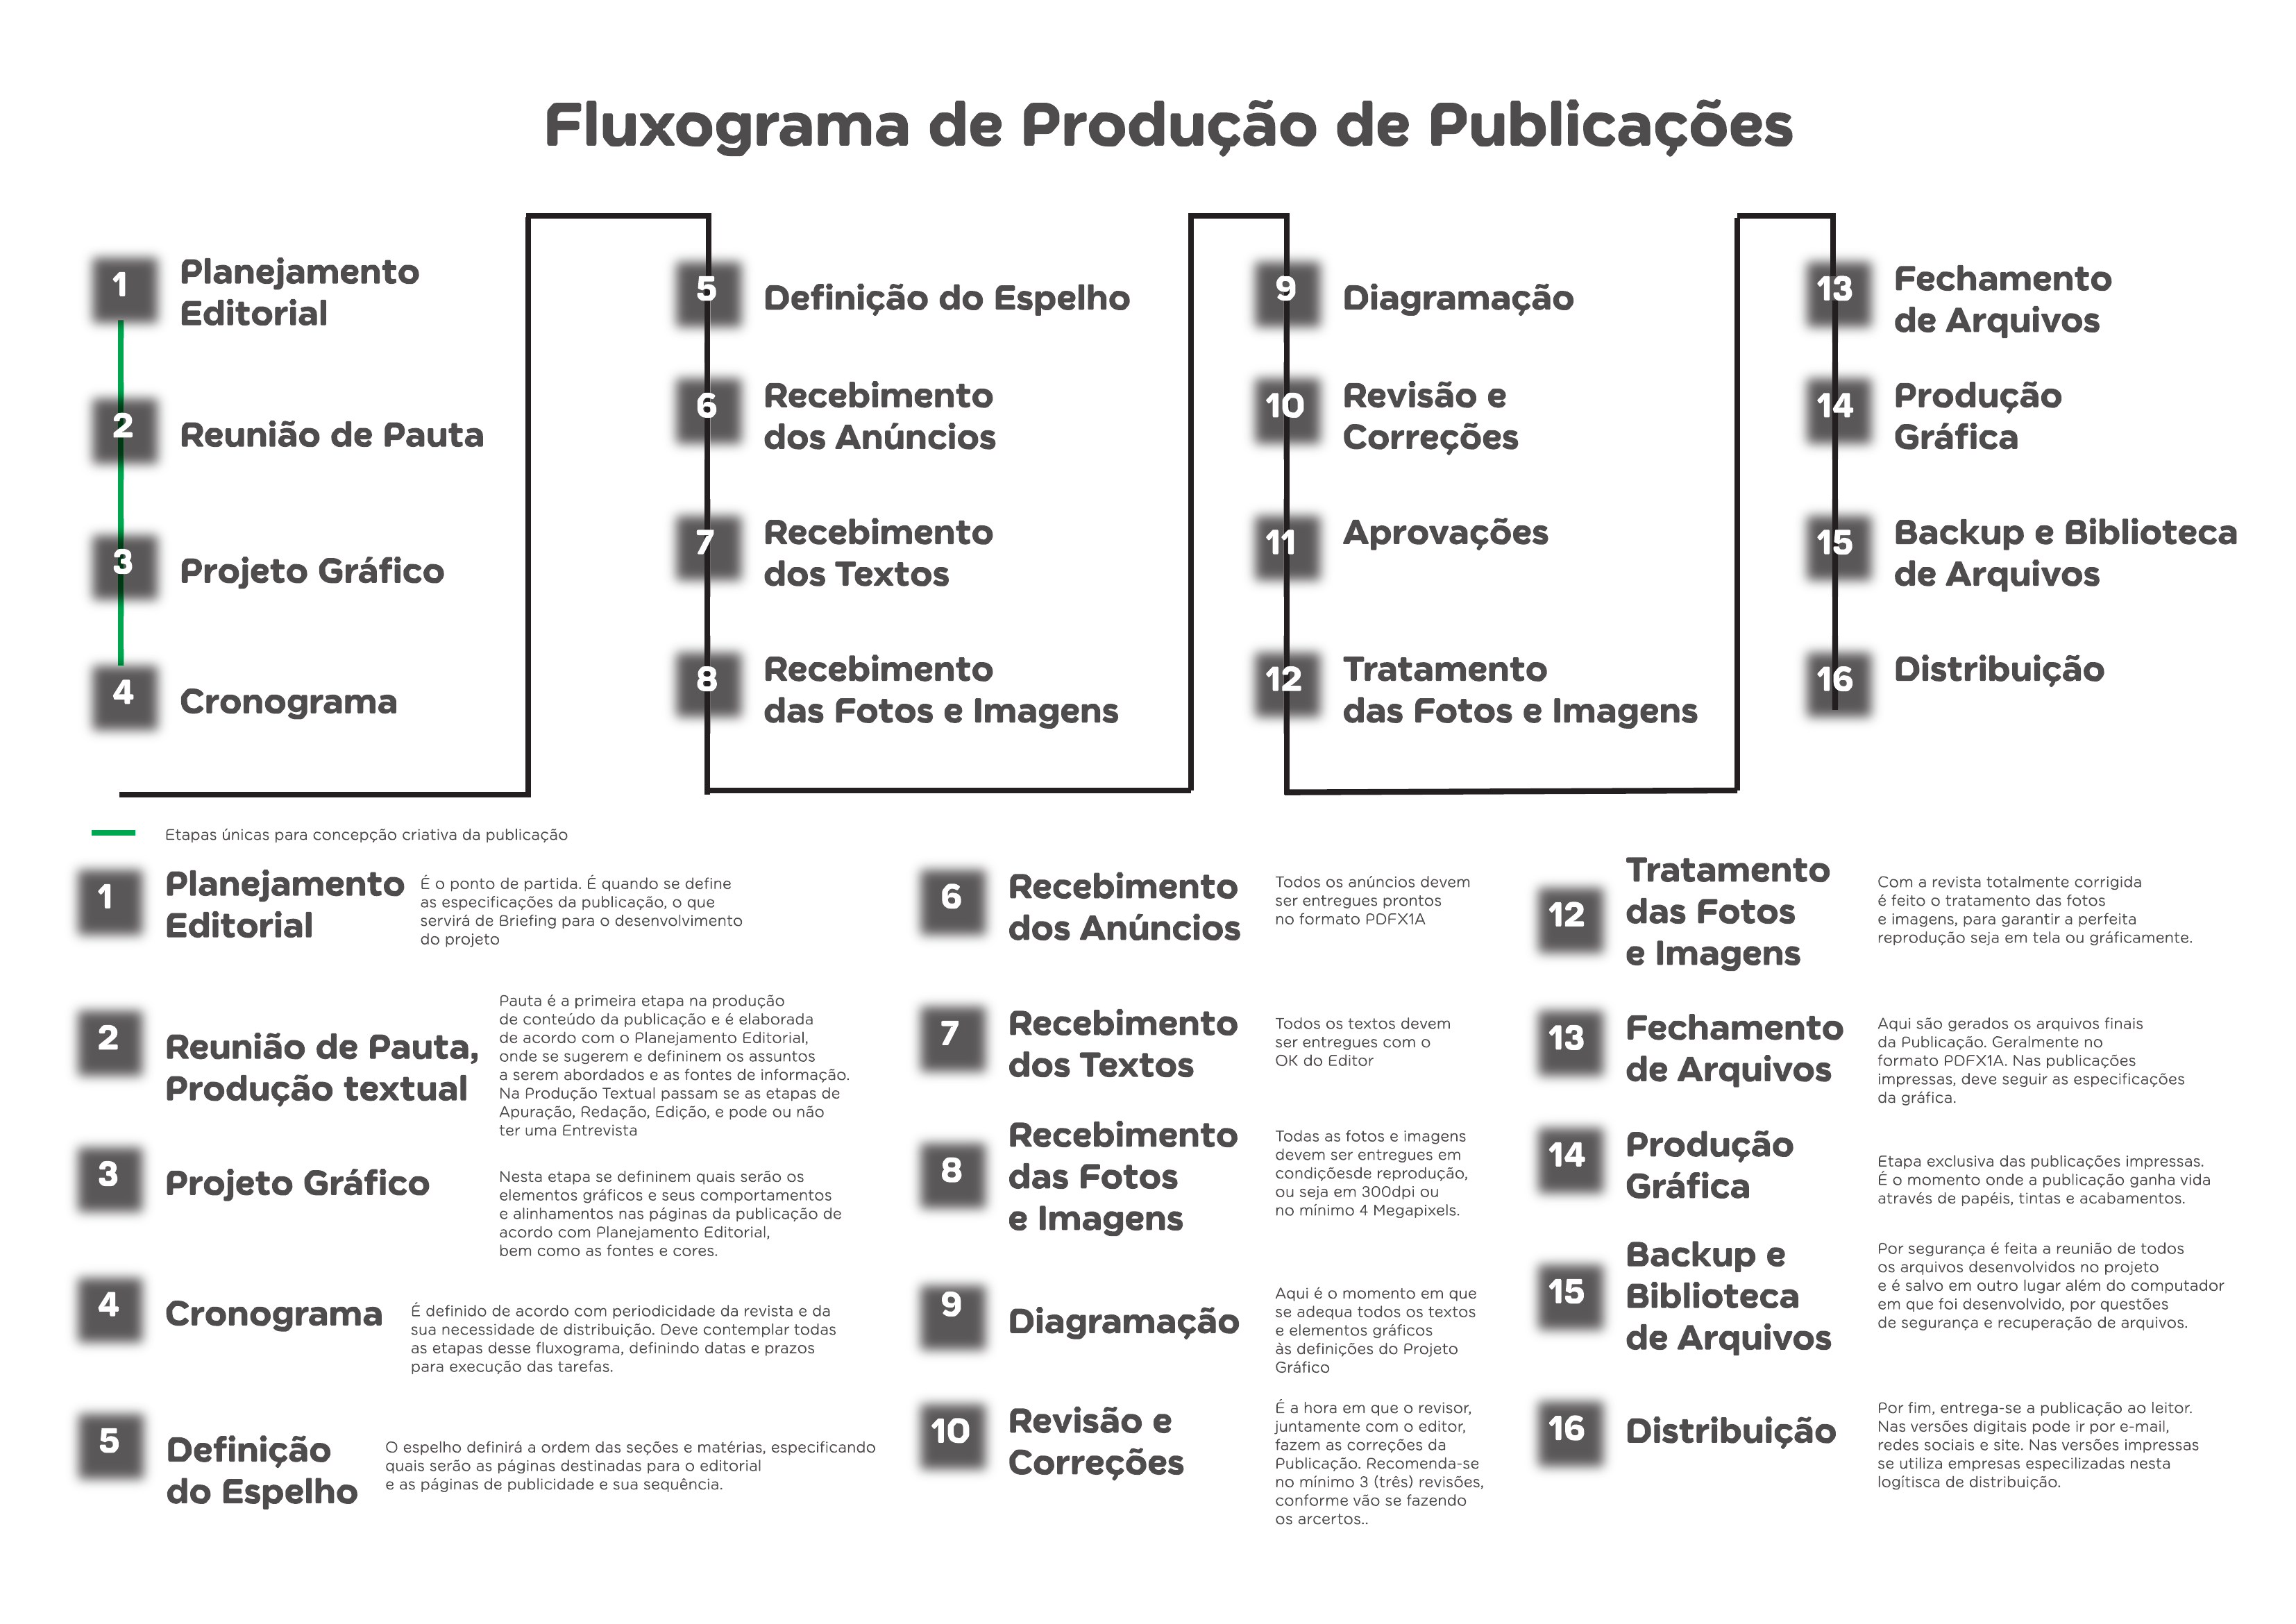 Fluxograma de Produção de Publicações
1
Planejamento
Editorial
2
Reunião de Pauta
3
Projeto Gráfico
4
Cronograma
5
Definição do Espelho
6
Recebimento
dos Anúncios
7
Recebimento
dos Textos
8
Recebimento
das Fotos e Imagens
9
Diagramação
10
Revisão e
Correções
11
Aprovações
12
Tratamento
das Fotos e Imagens
13
Fechamento
de Arquivos
14
Produção
Gráfica
15
Backup e Biblioteca
de Arquivos
16
Distribuição
Etapas únicas para concepção criativa da publicação
1
Planejamento
Editorial
É o ponto de partida. É quando se define
as especificações da publicação, o que
servirá de Briefing para o desenvolvimento
do projeto
2
Reunião de Pauta,
Produção textual
Pauta é a primeira etapa na produção
de conteúdo da publicação e é elaborada
de acordo com o Planejamento Editorial,
onde se sugerem e defininem os assuntos
a serem abordados e as fontes de informação.
Na Produção Textual passam se as etapas de
Apuração, Redação, Edição, e pode ou não
ter uma Entrevista
3
Projeto Gráfico
Nesta etapa se defininem quais serão os
elementos gráficos e seus comportamentos
e alinhamentos nas páginas da publicação de
acordo com Planejamento Editorial,
bem como as fontes e cores.
4
Cronograma
É definido de acordo com periodicidade da revista e da
sua necessidade de distribuição. Deve contemplar todas
as etapas desse fluxograma, definindo datas e prazos
para execução das tarefas.
5
Definição
do Espelho
O espelho definirá a ordem das seções e matérias, especificando
quais serão as páginas destinadas para o editorial
e as páginas de publicidade e sua sequência.
6
Recebimento
dos Anúncios
Todos os anúncios devem
ser entregues prontos
no formato PDFX1A
7
Recebimento
dos Textos
Todos os textos devem
ser entregues com o
OK do Editor
8
Recebimento
das Fotos
e Imagens
Todas as fotos e imagens
devem ser entregues em
condiçõesde reprodução,
ou seja em 300dpi ou
no mínimo 4 Megapixels.
9
Diagramação
Aqui é o momento em que
se adequa todos os textos
e elementos gráficos
às definições do Projeto
Gráfico
10
Revisão e
Correções
É a hora em que o revisor,
juntamente com o editor,
fazem as correções da
Publicação. Recomenda-se
no mínimo 3 (três) revisões,
conforme vão se fazendo
os arcertos..
12
Tratamento
das Fotos
e Imagens
Com a revista totalmente corrigida
é feito o tratamento das fotos
e imagens, para garantir a perfeita
reprodução seja em tela ou gráficamente.
13
Fechamento
de Arquivos
Aqui são gerados os arquivos finais
da Publicação. Geralmente no
formato PDFX1A. Nas publicações
impressas, deve seguir as especificações
da gráfica.
14
Produção
Gráfica
Etapa exclusiva das publicações impressas.
É o momento onde a publicação ganha vida
através de papéis, tintas e acabamentos.
15
Backup e
Biblioteca
de Arquivos
Por segurança é feita a reunião de todos
os arquivos desenvolvidos no projeto
e é salvo em outro lugar além do computador
em que foi desenvolvido, por questões
de segurança e recuperação de arquivos.
16
Distribuição
Por fim, entrega-se a publicação ao leitor.
Nas versões digitais pode ir por e-mail,
redes sociais e site. Nas versões impressas
se utiliza empresas especilizadas nesta
logítisca de distribuição.